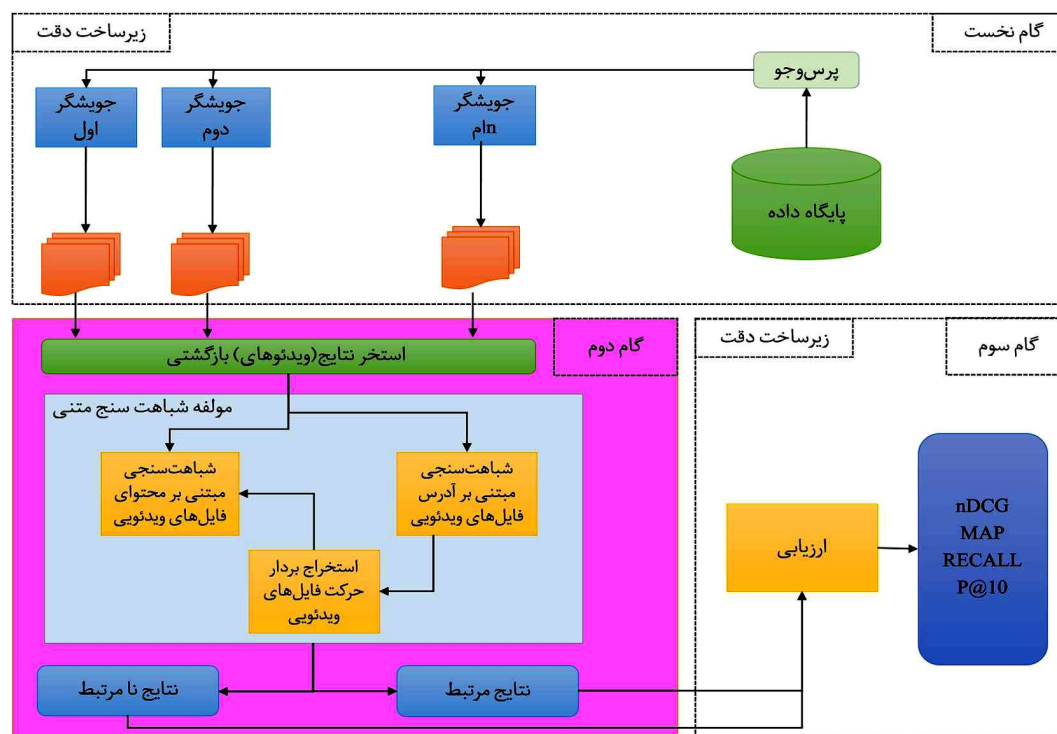 گام نخست
زیرساخت دقت
پرس‌وجو
جویشگر
اول
جویشگر
دوم
جویشگر
nام
پایگاه داده
گام دوم
استخر نتایج(ویدئوهای) بازگشتی
مولفه شباهت سنج متنی
شباهت‌سنجی
مبتنی بر آدرس
فایل‌های ویدئویی
شباهت‌سنجی
مبتنی بر محتوای
فایل‌های ویدئویی
استخراج بردار
حرکت فایل‌های
ویدئویی
نتایج مرتبط
نتایج نا مرتبط
گام سوم
زیرساخت دقت
ارزیابی
nDCG
MAP
RECALL
P@10